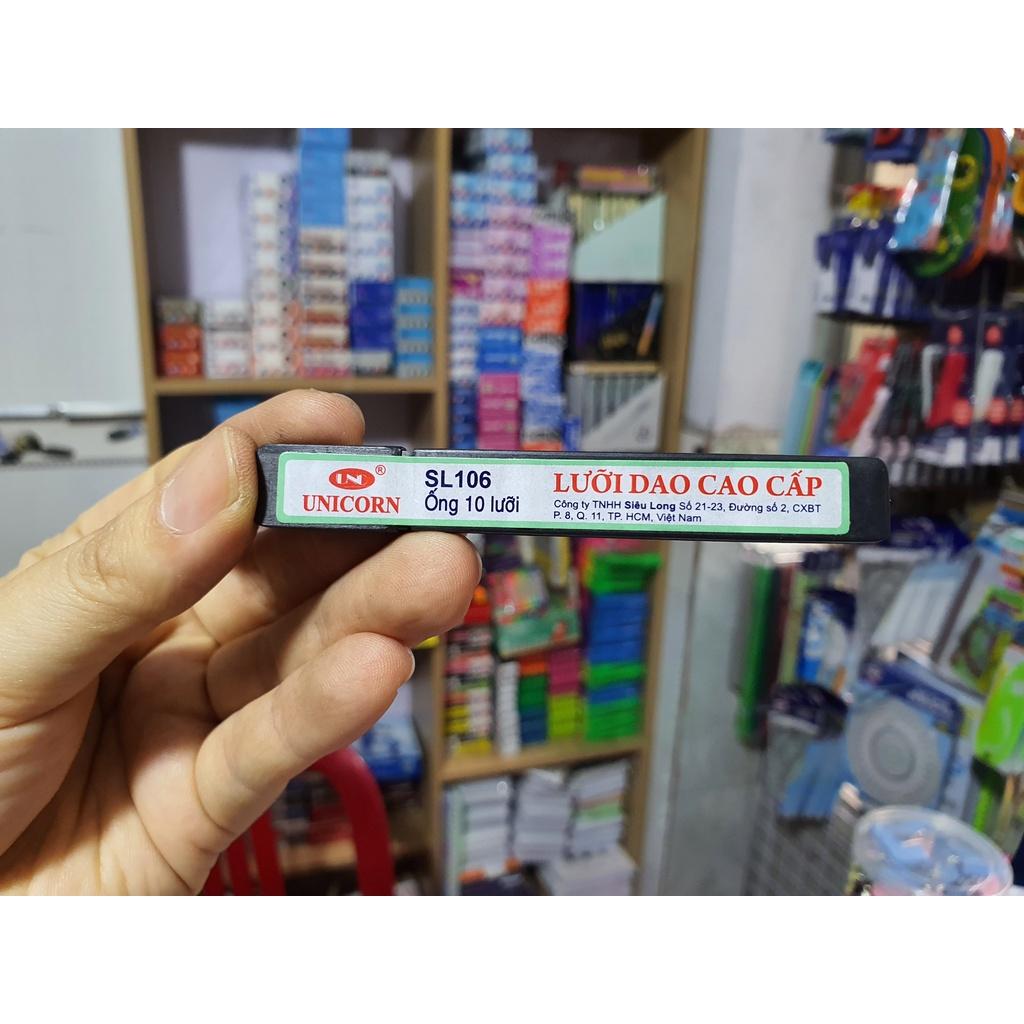 UN ®
UNICORN
SL106
Ống 10 lưỡi
LƯỠI DAO CAO CẤP
Công ty TNHH Siêu Long Số 21-23, Đường số 2, CXBT
P. 8, Q. 11, TP. HCM, Việt Nam